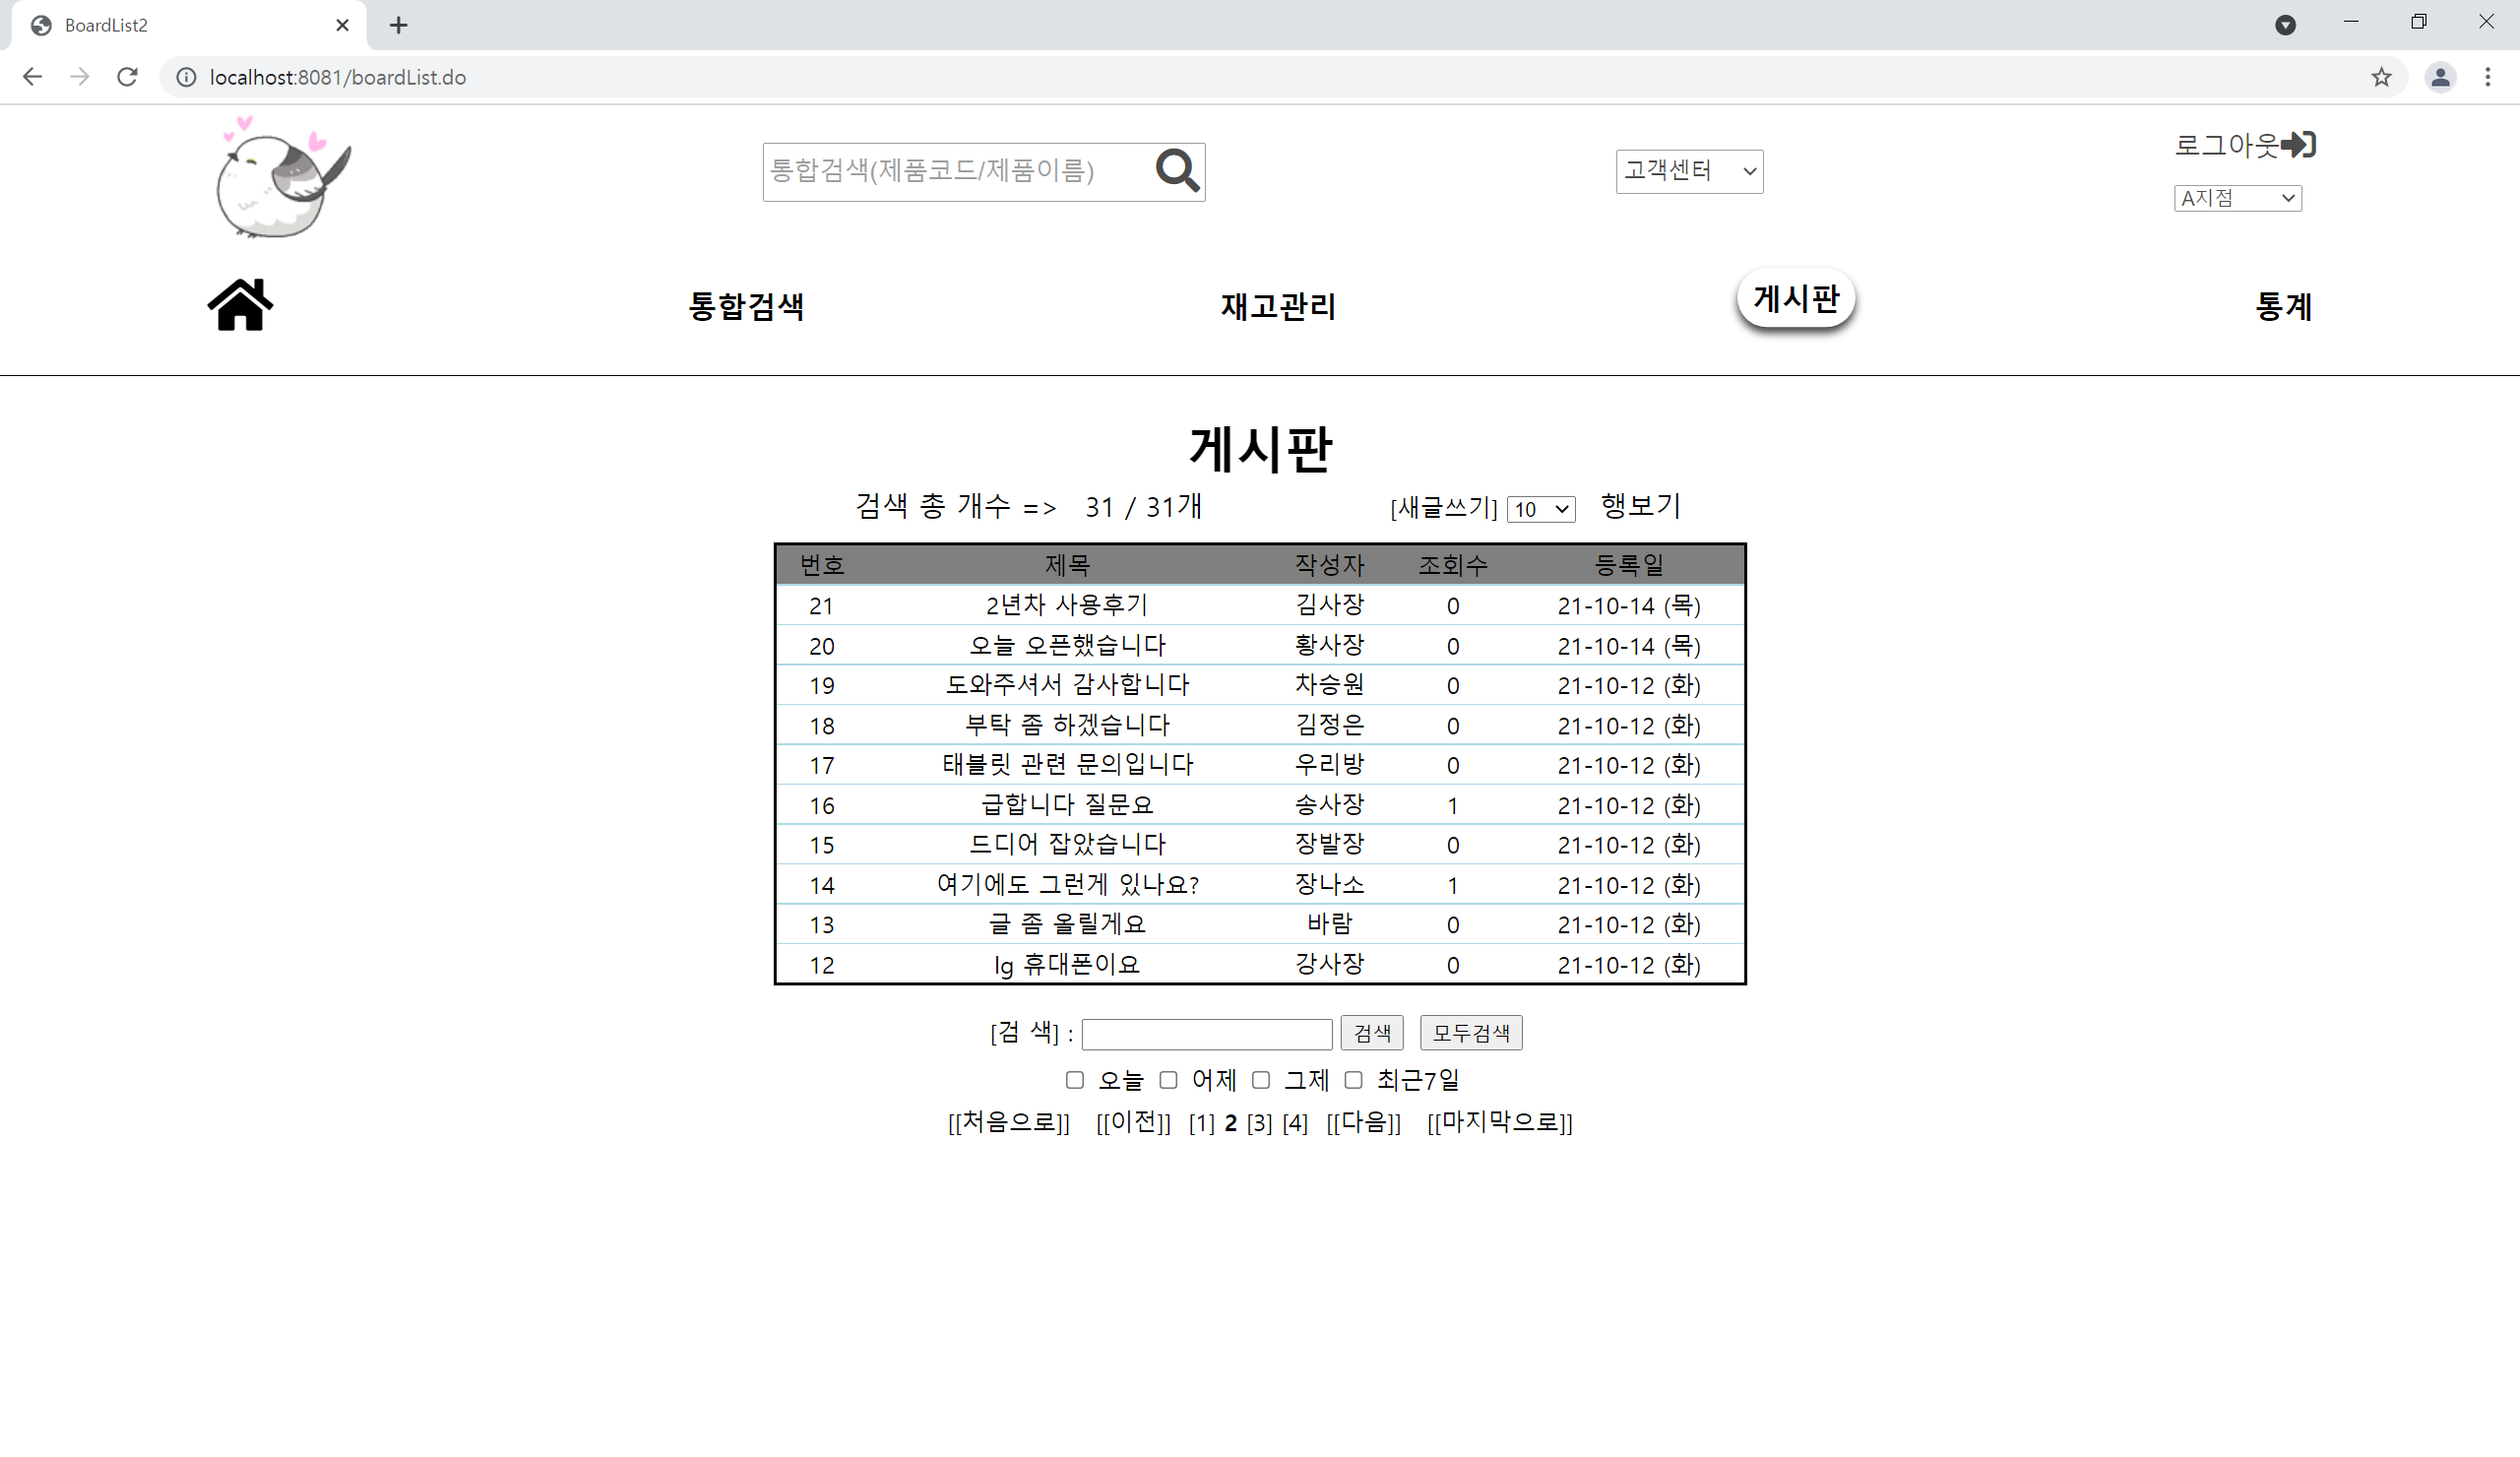 BoardList2
localhost:8081/boardList.do
통합검색(제품코드/제품이름)
고객센터
로그아웃
A지점
통합검색 재고관리 게시판 통계
게시판
검색 총 개수 => 31 / 31개 [새글쓰기] 10 행보기
번호 제목 작성자 조회수 등록일
21 2년차 사용후기 김사장 0 21-10-14 (목)
20 오늘 오픈했습니다 황사장 0 21-10-14 (목)
19 도와주셔서 감사합니다 차승원 0 21-10-12 (화)
18 부탁 좀 하겠습니다 김정은 0 21-10-12 (화)
17 태블릿 관련 문의입니다 우리방 0 21-10-12 (화)
16 급합니다 질문요 송사장 1 21-10-12 (화)
15 드디어 잡았습니다 장발장 0 21-10-12 (화)
14 여기에도 그런게 있나요? 장나소 1 21-10-12 (화)
13 글 좀 올릴게요 바람 0 21-10-12 (화)
12 lg 휴대폰이요 강사장 0 21-10-12 (화)
[검 색] : 검색 모두검색
오늘 어제 그제 최근7일
[[처음으로]] [[이전]] [1] 2 [3] [4] [[다음]] [[마지막으로]]